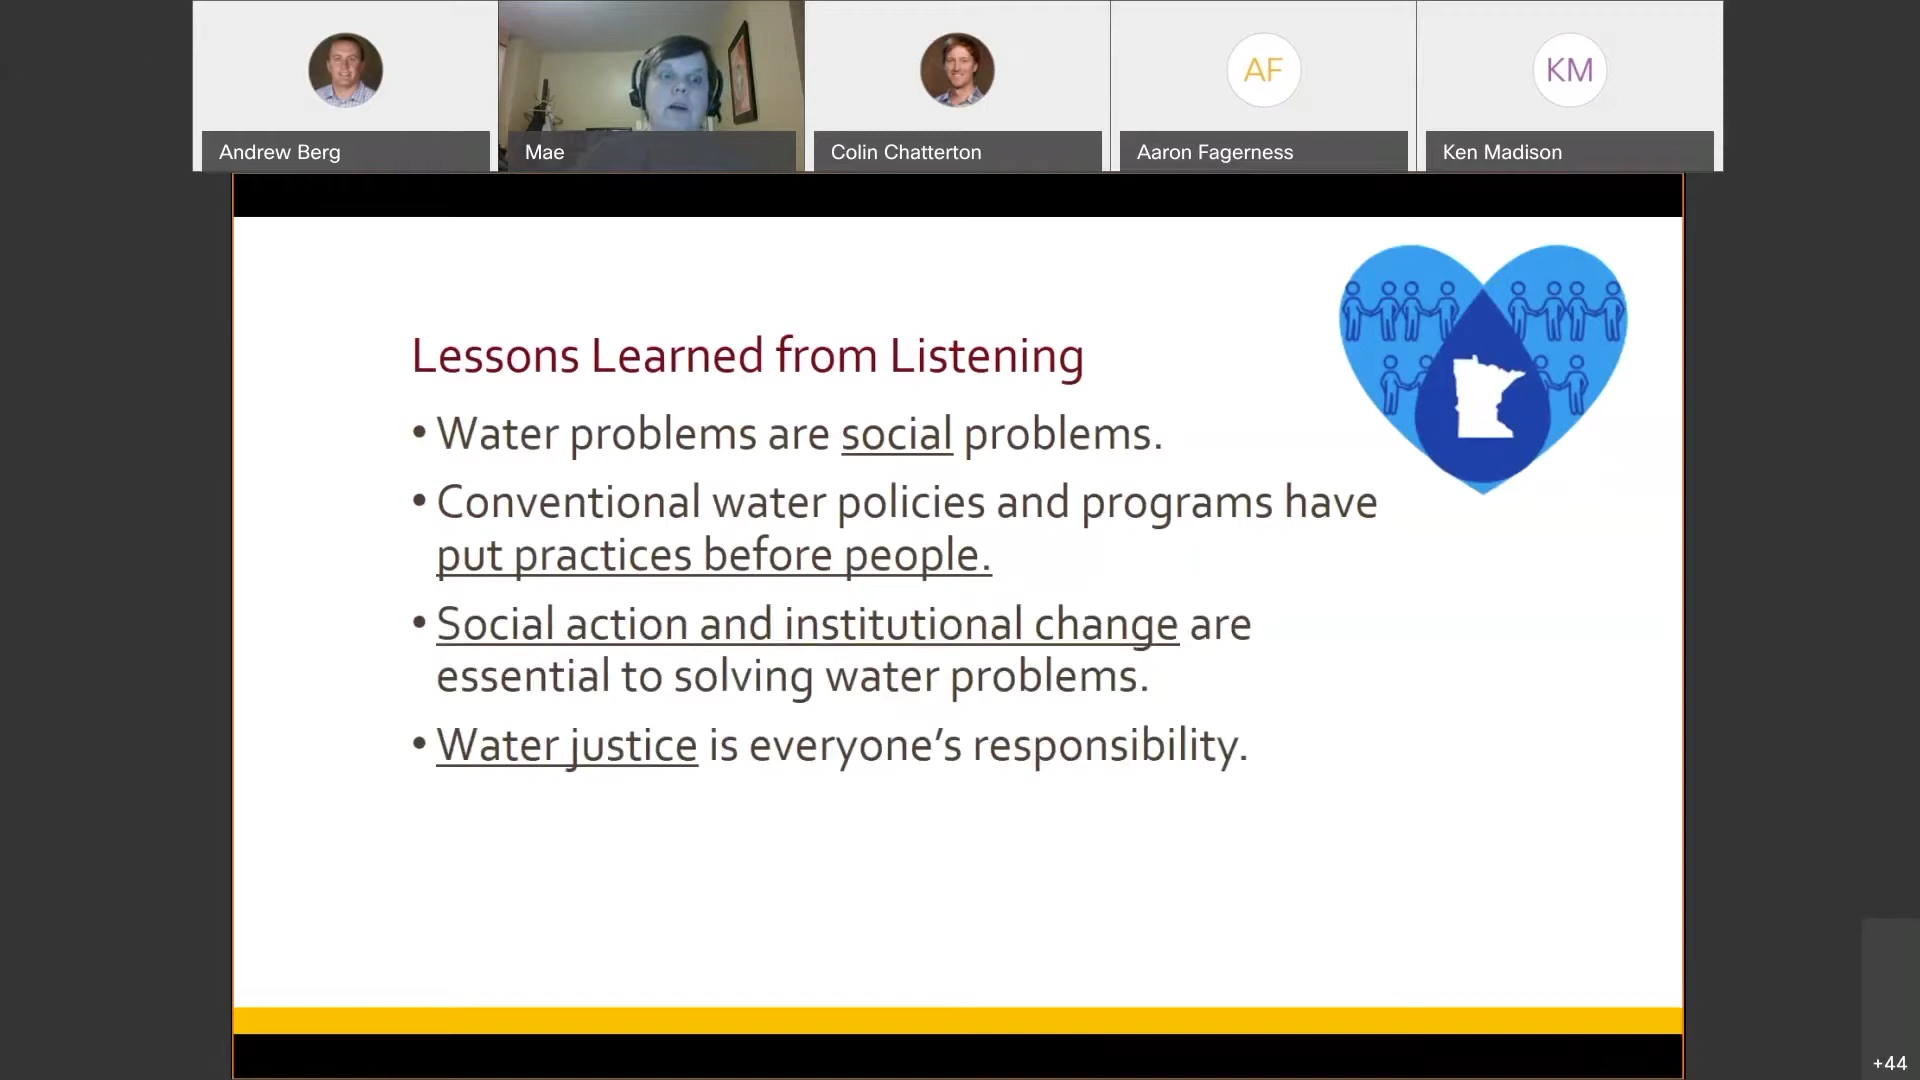 Andrew Berg
Mae
Colin Chatterton
AF
Aaron Fagerness
KM
Ken Madison
Lessons Learned from Listening
• Water problems are social problems.
• Conventional water policies and programs have
put practices before people.
• Social action and institutional change are
essential to solving water problems.
• Water justice is everyone’s responsibility.
+44